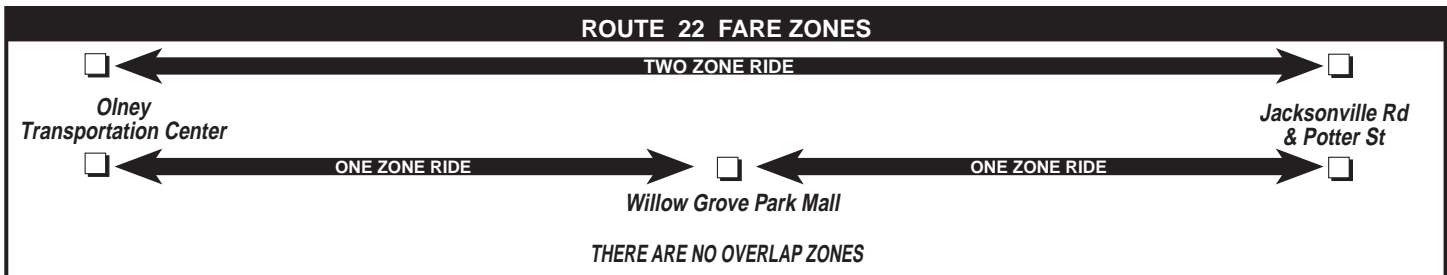 ROUTE 22 FARE ZONES
TWO ZONE RIDE
Olney
Transportation Center
Jacksonville Rd
& Potter St
ONE ZONE RIDE
ONE ZONE RIDE
Willow Grove Park Mall
THERE ARE NO OVERLAP ZONES